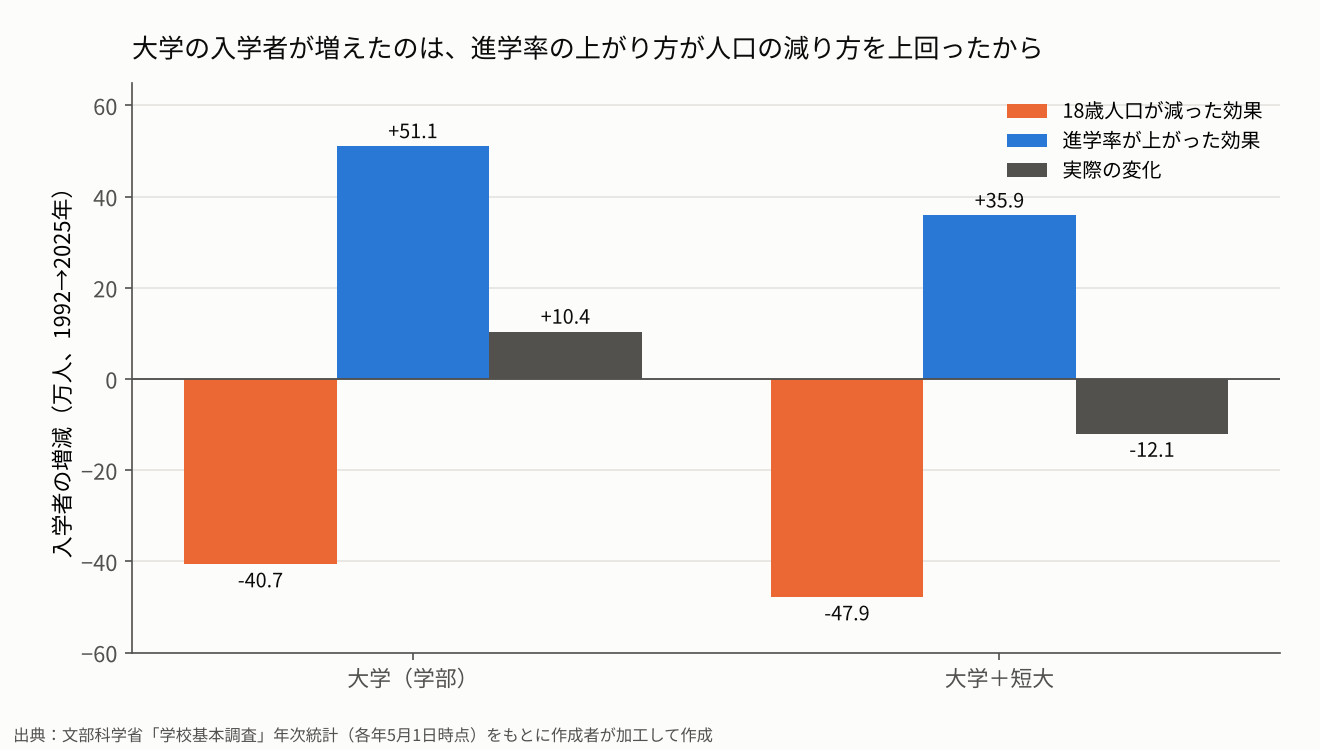 大学の入学者が増えたのは、進学率の上がり方が人口の減り方を上回ったから
入学者の増減（万人、1992→2025年）
60
40
20
0
−20
−40
−60
18歳人口が減った効果
進学率が上がった効果
実際の変化
+51.1
+10.4
-40.7
+35.9
-12.1
-47.9
大学（学部）
大学＋短大
出典：文部科学省「学校基本調査」年次統計（各年5月1日時点）をもとに作成者が加工して作成